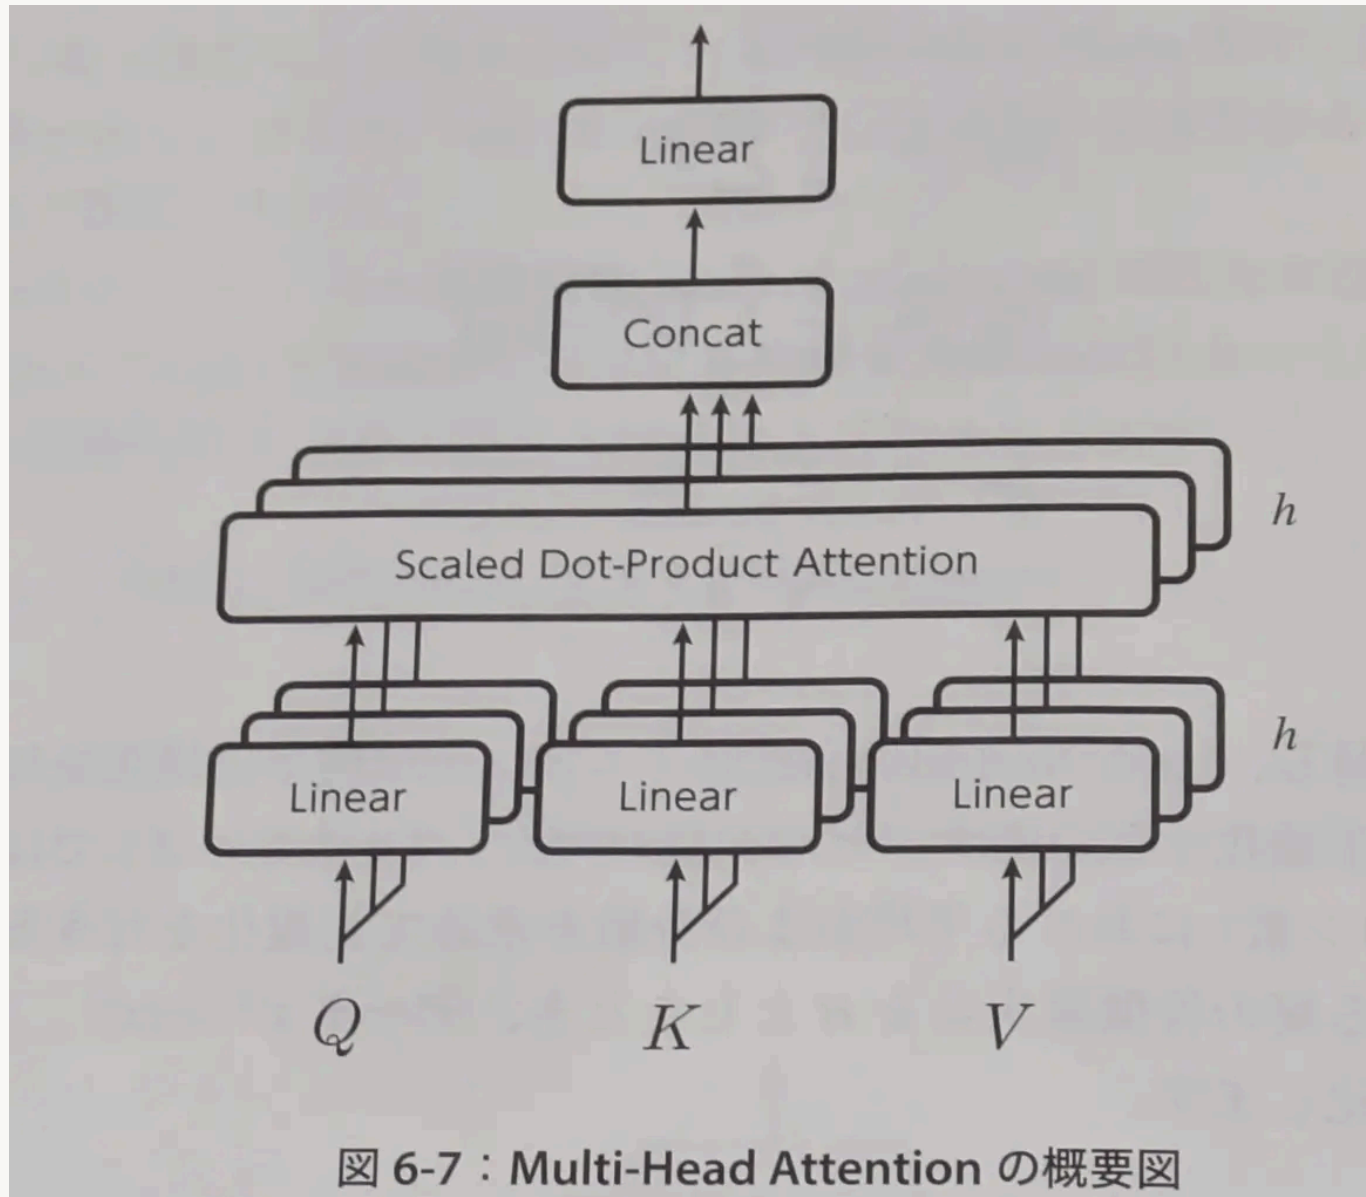 Linear
Concat
h
Scaled Dot-Product Attention
h
Linear Linear Linear
Q K V
図 6-7：Multi-Head Attention の概要図